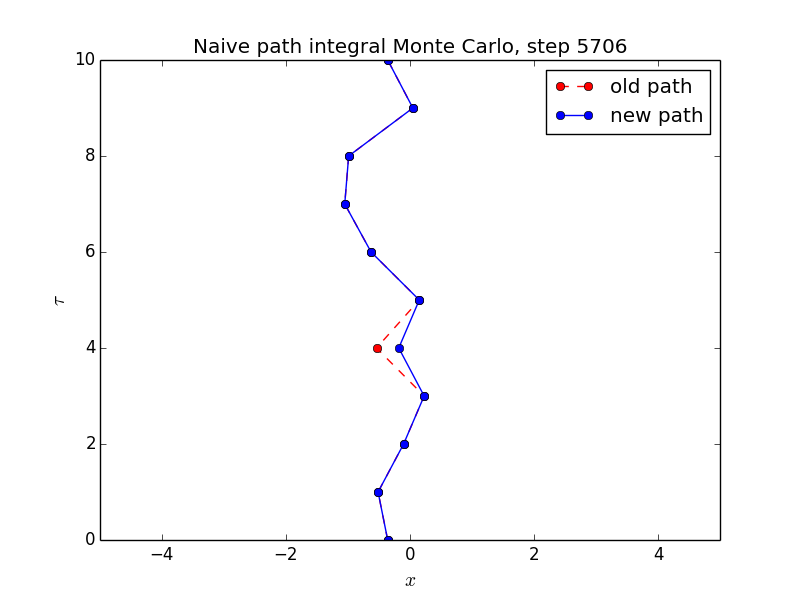 Naive path integral Monte Carlo, step 5706
old path
new path
10
8
6
4
2
0
τ
−4
−2
0
2
4
x